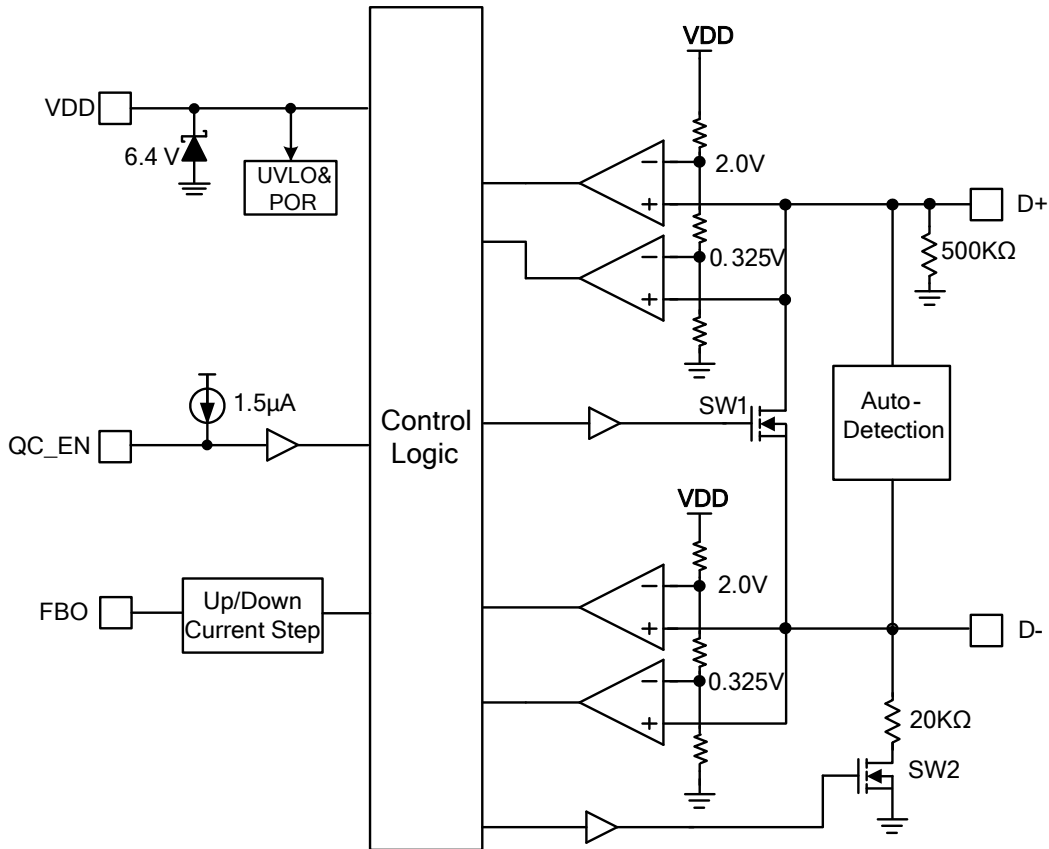 VDD
VDD
6.4 V
UVLO&
POR
2.0V
D+
0.325V
500KΩ
1.5µA
SW1
Auto-
Detection
Control
Logic
QC_EN
VDD
2.0V
FBO
Up/Down
Current Step
D-
0.325V
20KΩ
SW2